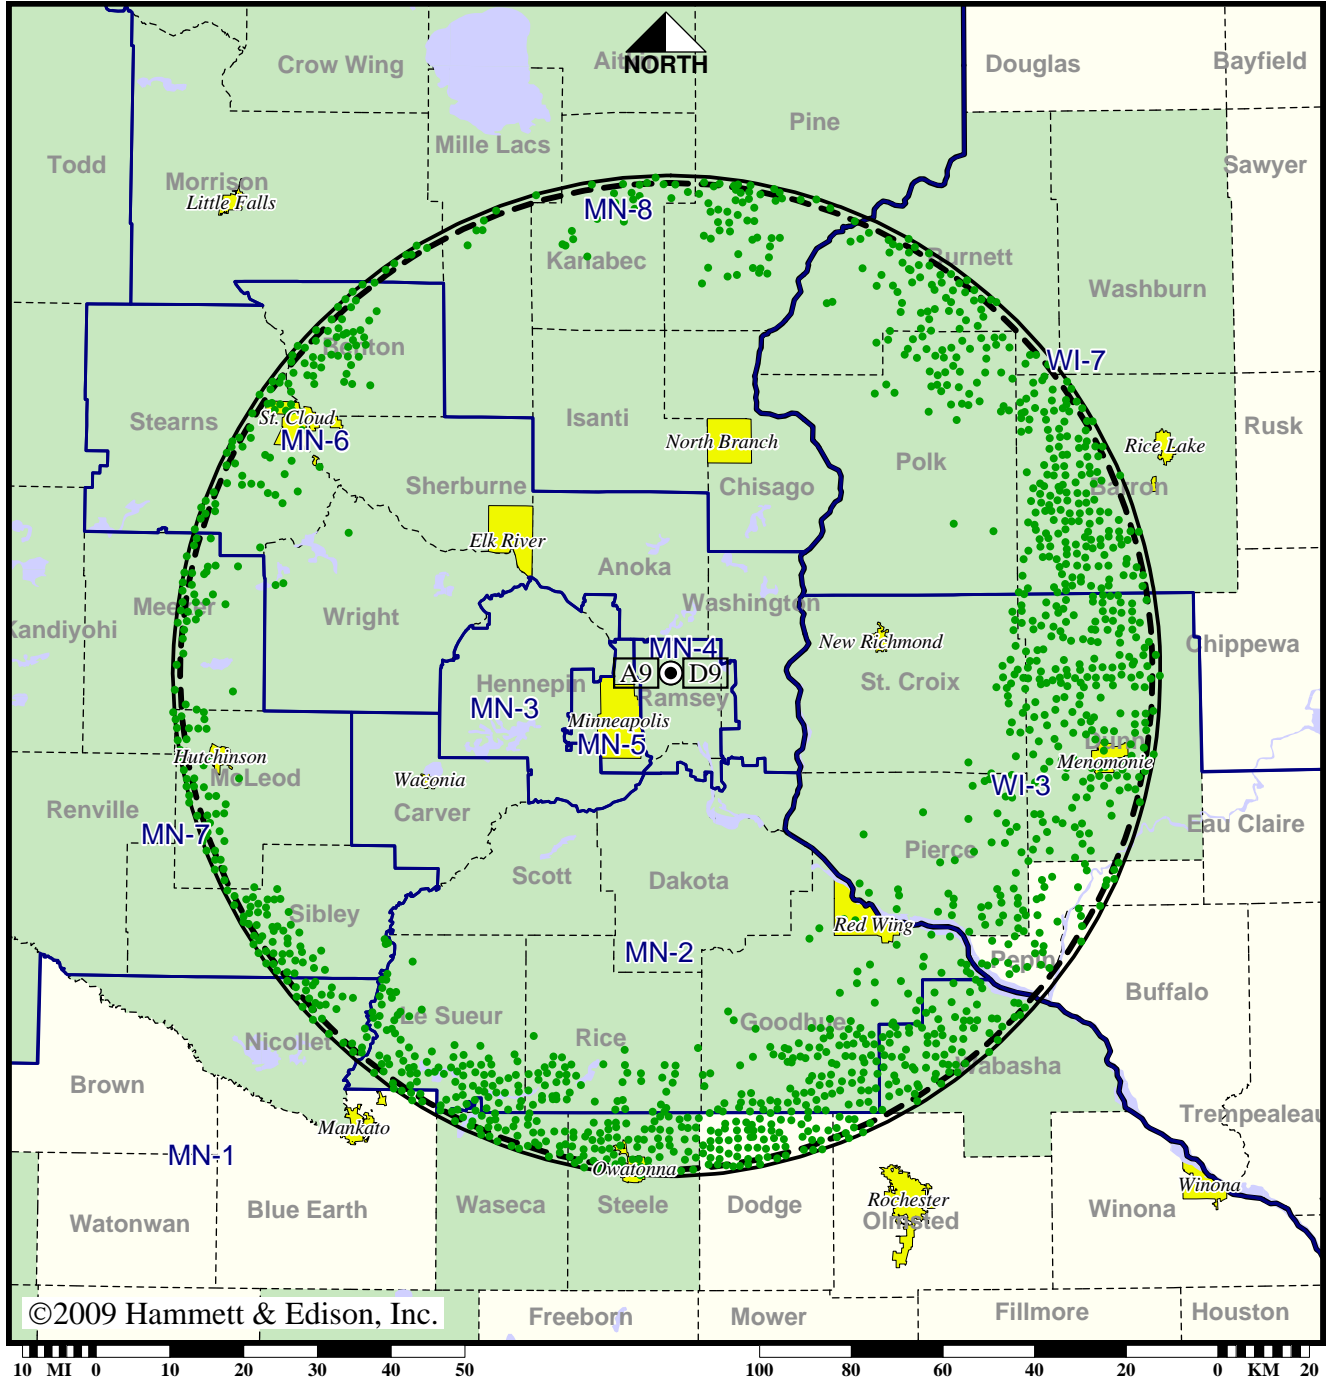 Crow Wing
Aitkin
NORTH
Douglas
Bayfield
Pine
Mille Lacs
Todd
Morrison
Little Falls
Sawyer
MN-8
Kanabec
Burnett
Washburn
Benton
WI-7
Stearns
St. Cloud
MN-6
Isanti
North Branch
Polk
Rice Lake
Rusk
Sherburne
Chisago
Barron
Elk River
Anoka
Meeker
Wright
Washington
Kandiyohi
New Richmond
Chippewa
MN-4
A9
D9
Hennepin
Ramsey
St. Croix
MN-3
Minneapolis
MN-5
Dunn
Menomonie
Hutchinson
McLeod
Waconia
WI-3
Renville
Carver
MN-7
Eau Claire
Pierce
Scott
Dakota
Sibley
Red Wing
MN-2
Pepin
Buffalo
Le Sueur
Goodhue
Nicollet
Rice
Wabasha
Brown
Trempealeau
Mankato
MN-1
Owatonna
Winona
Rochester
Watonwan
Blue Earth
Waseca
Steele
Dodge
Olmsted
Winona
©2009 Hammett & Edison, Inc.
Freeborn
Mower
Fillmore
Houston
10 MI 0 10 20 30 40 50 100 80 60 40 20 0 KM 20